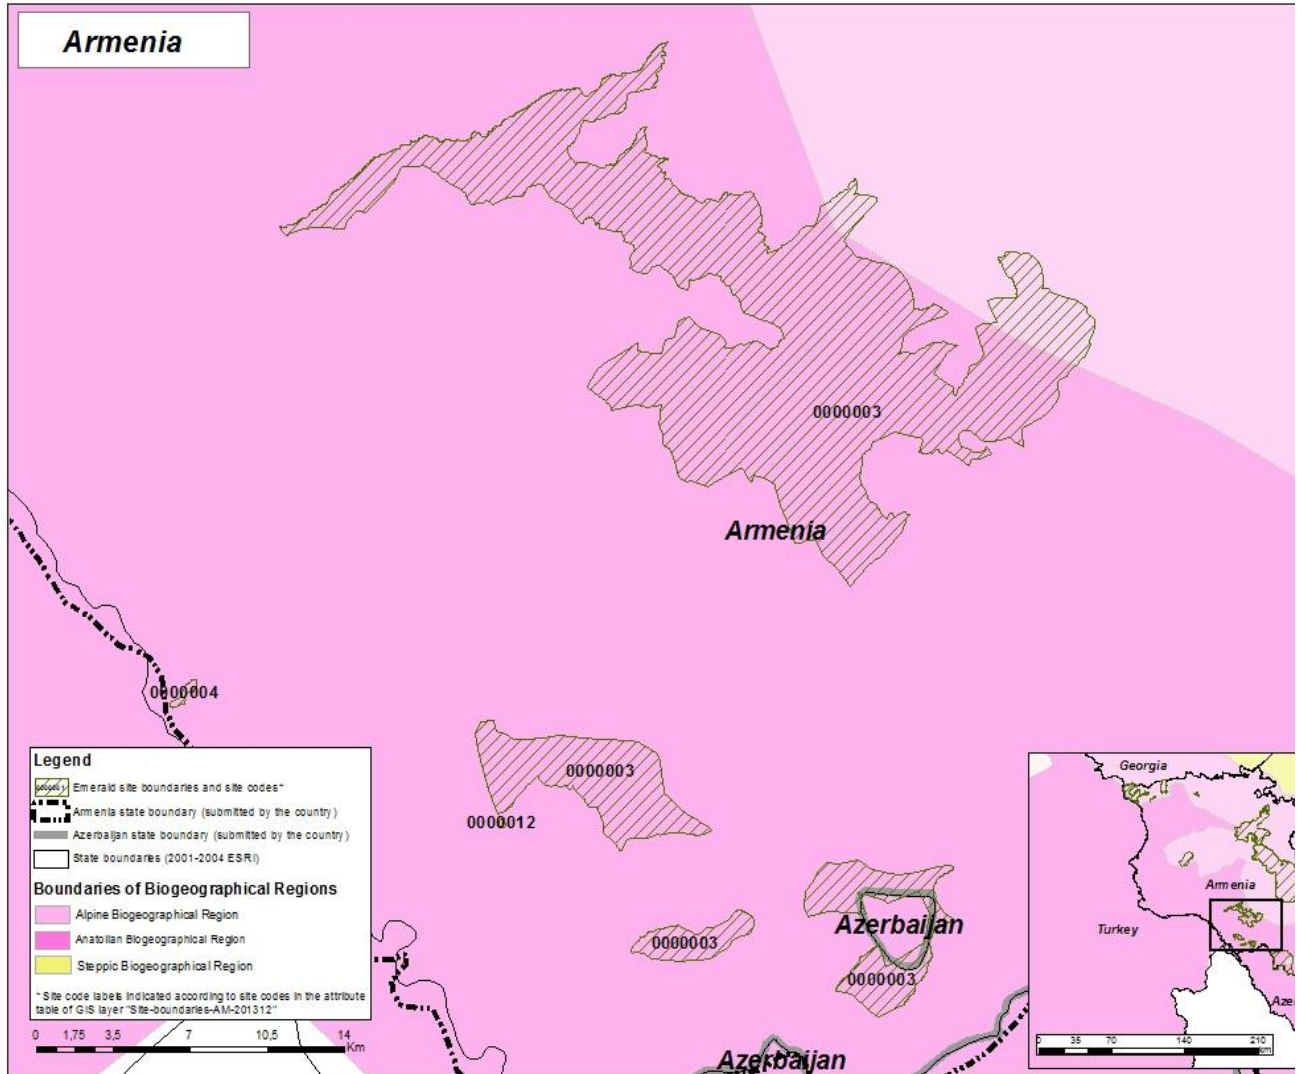 Armenia
0000003
Armenia
0000004
0000003
0000012
Azerbaijan
0000003
0000003
Azerbaijan
Legend
Emerald site boundaries and site codes*
Armenia state boundary (submitted by the country)
Azerbaijan state boundary (submitted by the country)
State boundaries (2001-2004 ESRI)
Boundaries of Biogeographical Regions
Alpine Biogeographical Region
Anatolian Biogeographical Region
Steppic Biogeographical Region
* Site code labels indicated according to site codes in the attribute
table of GIS layer "Site-boundaries-AM-201312"
0 1,75 3,5 7 10,5 14
Km
Georgia
Armenia
Turkey
0 35 70 140 210
km